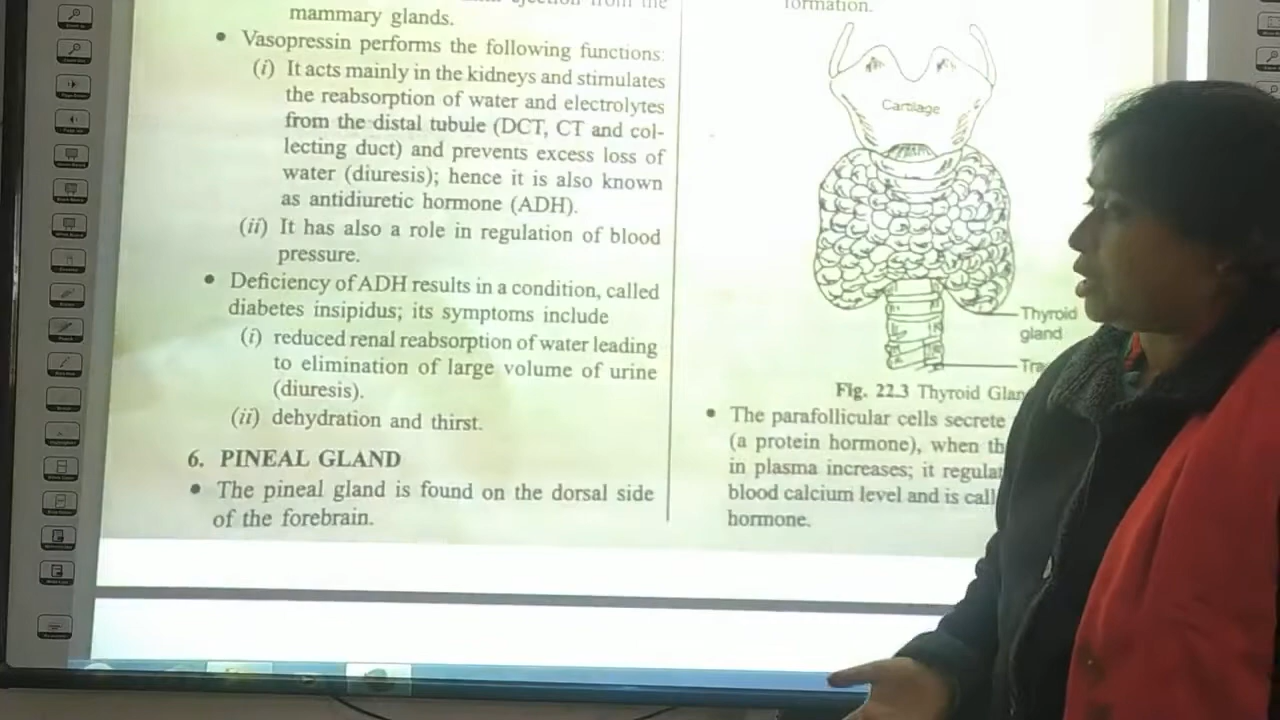 mammary glands.
• Vasopressin performs the following functions:
(i) It acts mainly in the kidneys and stimulates
the reabsorption of water and electrolytes
from the distal tubule (DCT, CT and col-
lecting duct) and prevents excess loss of
water (diuresis); hence it is also known
as antidiuretic hormone (ADH).
(ii) It has also a role in regulation of blood
pressure.
• Deficiency of ADH results in a condition, called
diabetes insipidus; its symptoms include
(i) reduced renal reabsorption of water leading
to elimination of large volume of urine
(diuresis).
(ii) dehydration and thirst.
6. PINEAL GLAND
• The pineal gland is found on the dorsal side
of the forebrain.
formation.
Cartilage
Thyroid
gland
Tra
Fig. 22.3 Thyroid Glan
• The parafollicular cells secrete
(a protein hormone), when th
in plasma increases; it regulat
blood calcium level and is call
hormone.